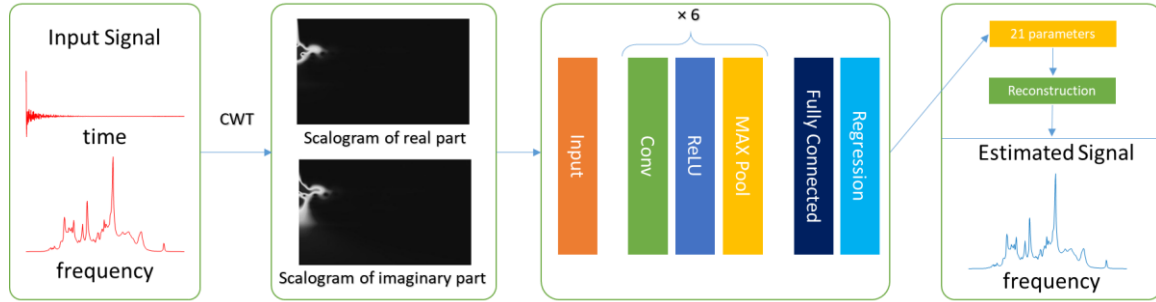 Input Signal
time
frequency
CWT
Scalogram of real part
Scalogram of imaginary part
× 6
Input
Conv
ReLU
MAX Pool
Fully Connected
Regression
21 parameters
Reconstruction
Estimated Signal
frequency